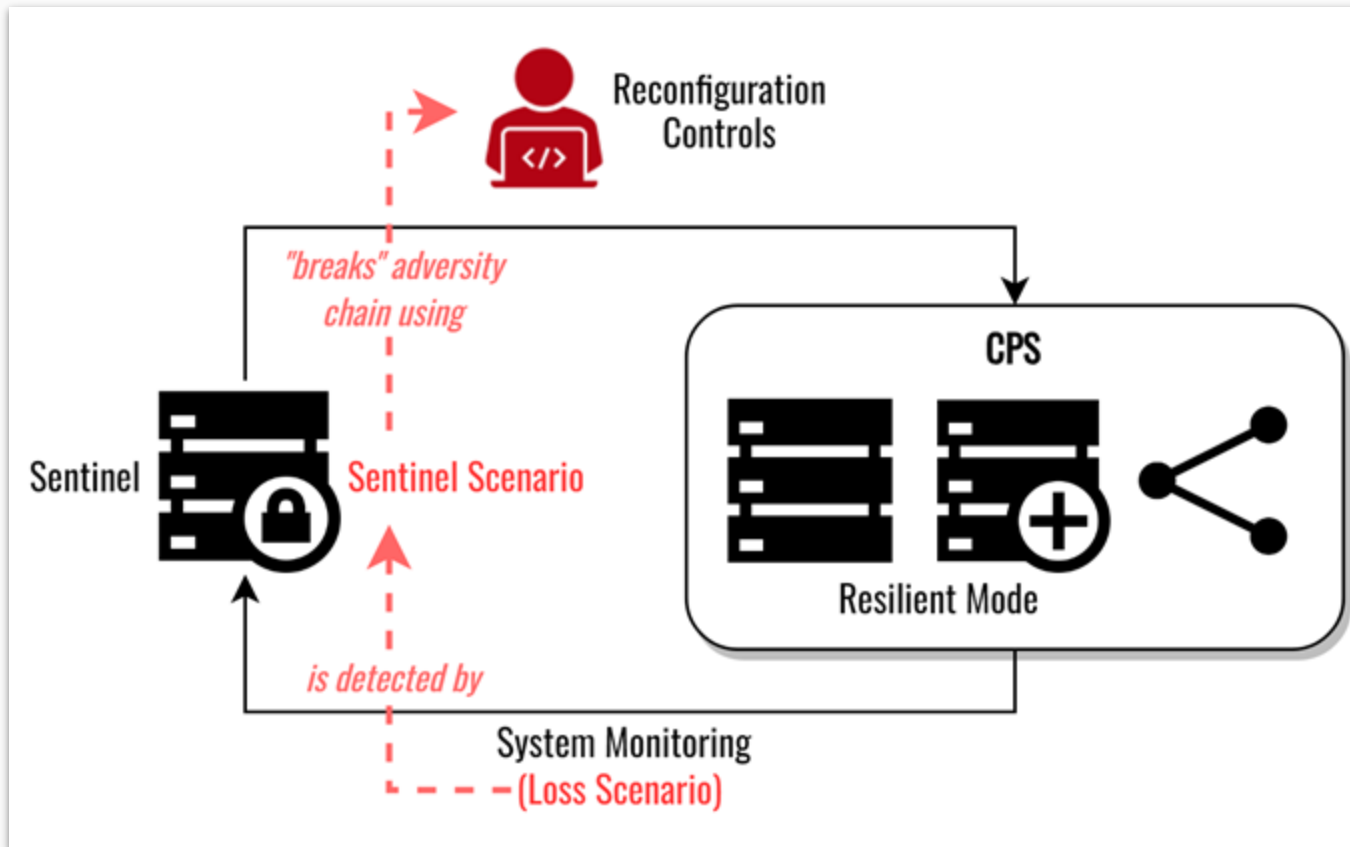 Reconfiguration
Controls
"breaks" adversity
chain using
CPS
Sentinel
Sentinel Scenario
</>
Resilient Mode
is detected by
System Monitoring
(Loss Scenario)